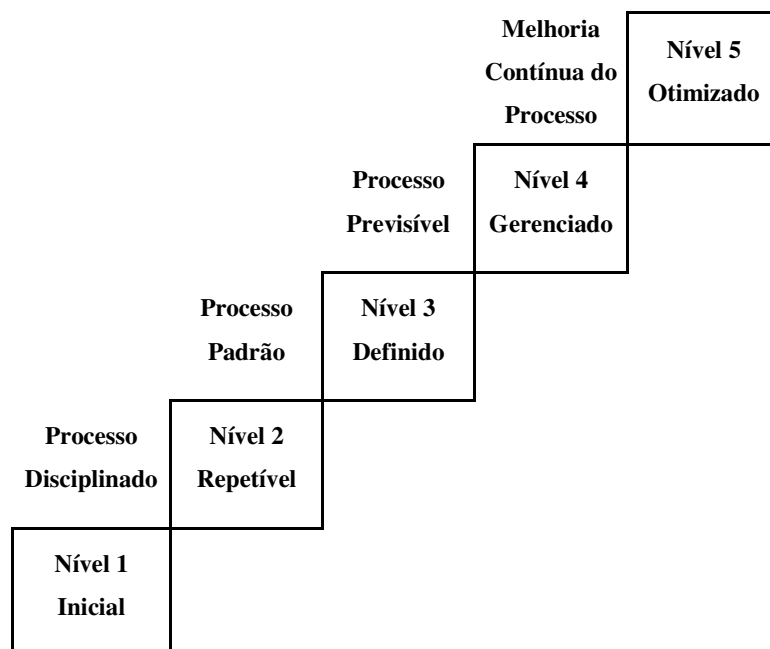 Melhoria
Contínua do
Processo
Nível 5
Otimizado
Processo
Previsível
Nível 4
Gerenciado
Processo
Padrão
Nível 3
Definido
Processo
Disciplinado
Nível 2
Repetível
Nível 1
Inicial